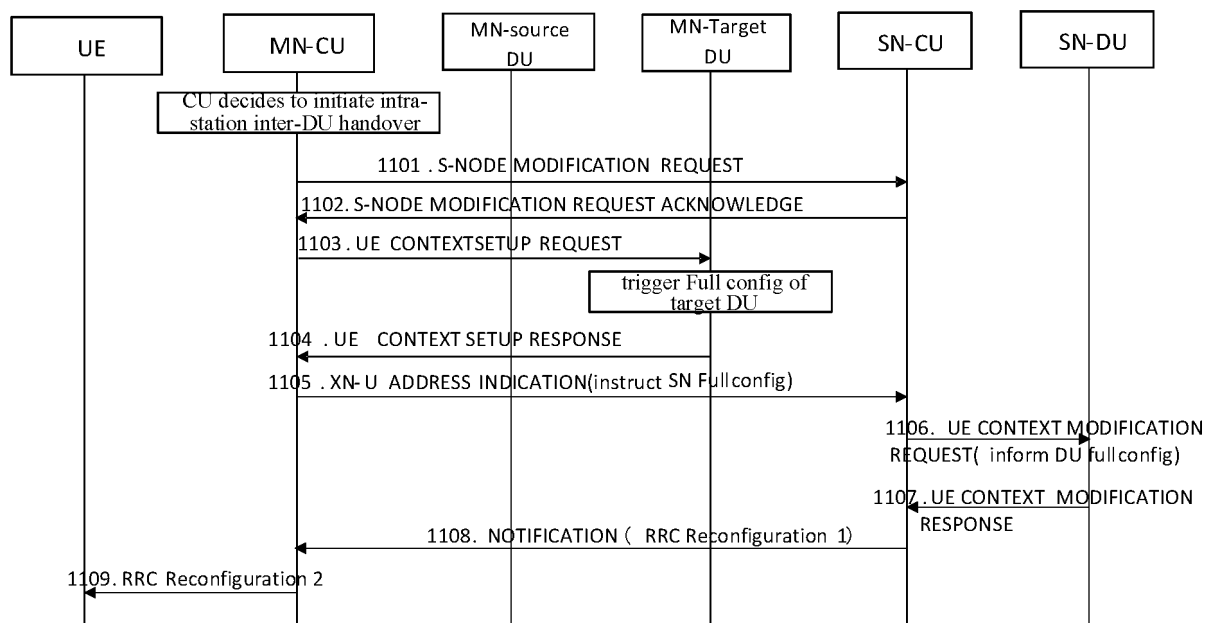 UE
MN-CU
MN-source
DU
MN-Target
DU
SN-CU
SN-DU
CU decides to initiate intra-
station inter-DU handover
1101 . S-NODE MODIFICATION REQUEST
1102. S-NODE MODIFICATION REQUEST ACKNOWLEDGE
1103 . UE CONTEXTSETUP REQUEST
trigger Full config of
target DU
1104 . UE CONTEXT SETUP RESPONSE
1105 . XN- U ADDRESS INDICATION(instruct SN Fullconfig)
1106. UE CONTEXT MODIFICATION
REQUEST( inform DU fullconfig)
1107. UE CONTEXT MODIFICATION
RESPONSE
1108. NOTIFICATION ( RRC Reconfiguration 1)
1109. RRC Reconfiguration 2